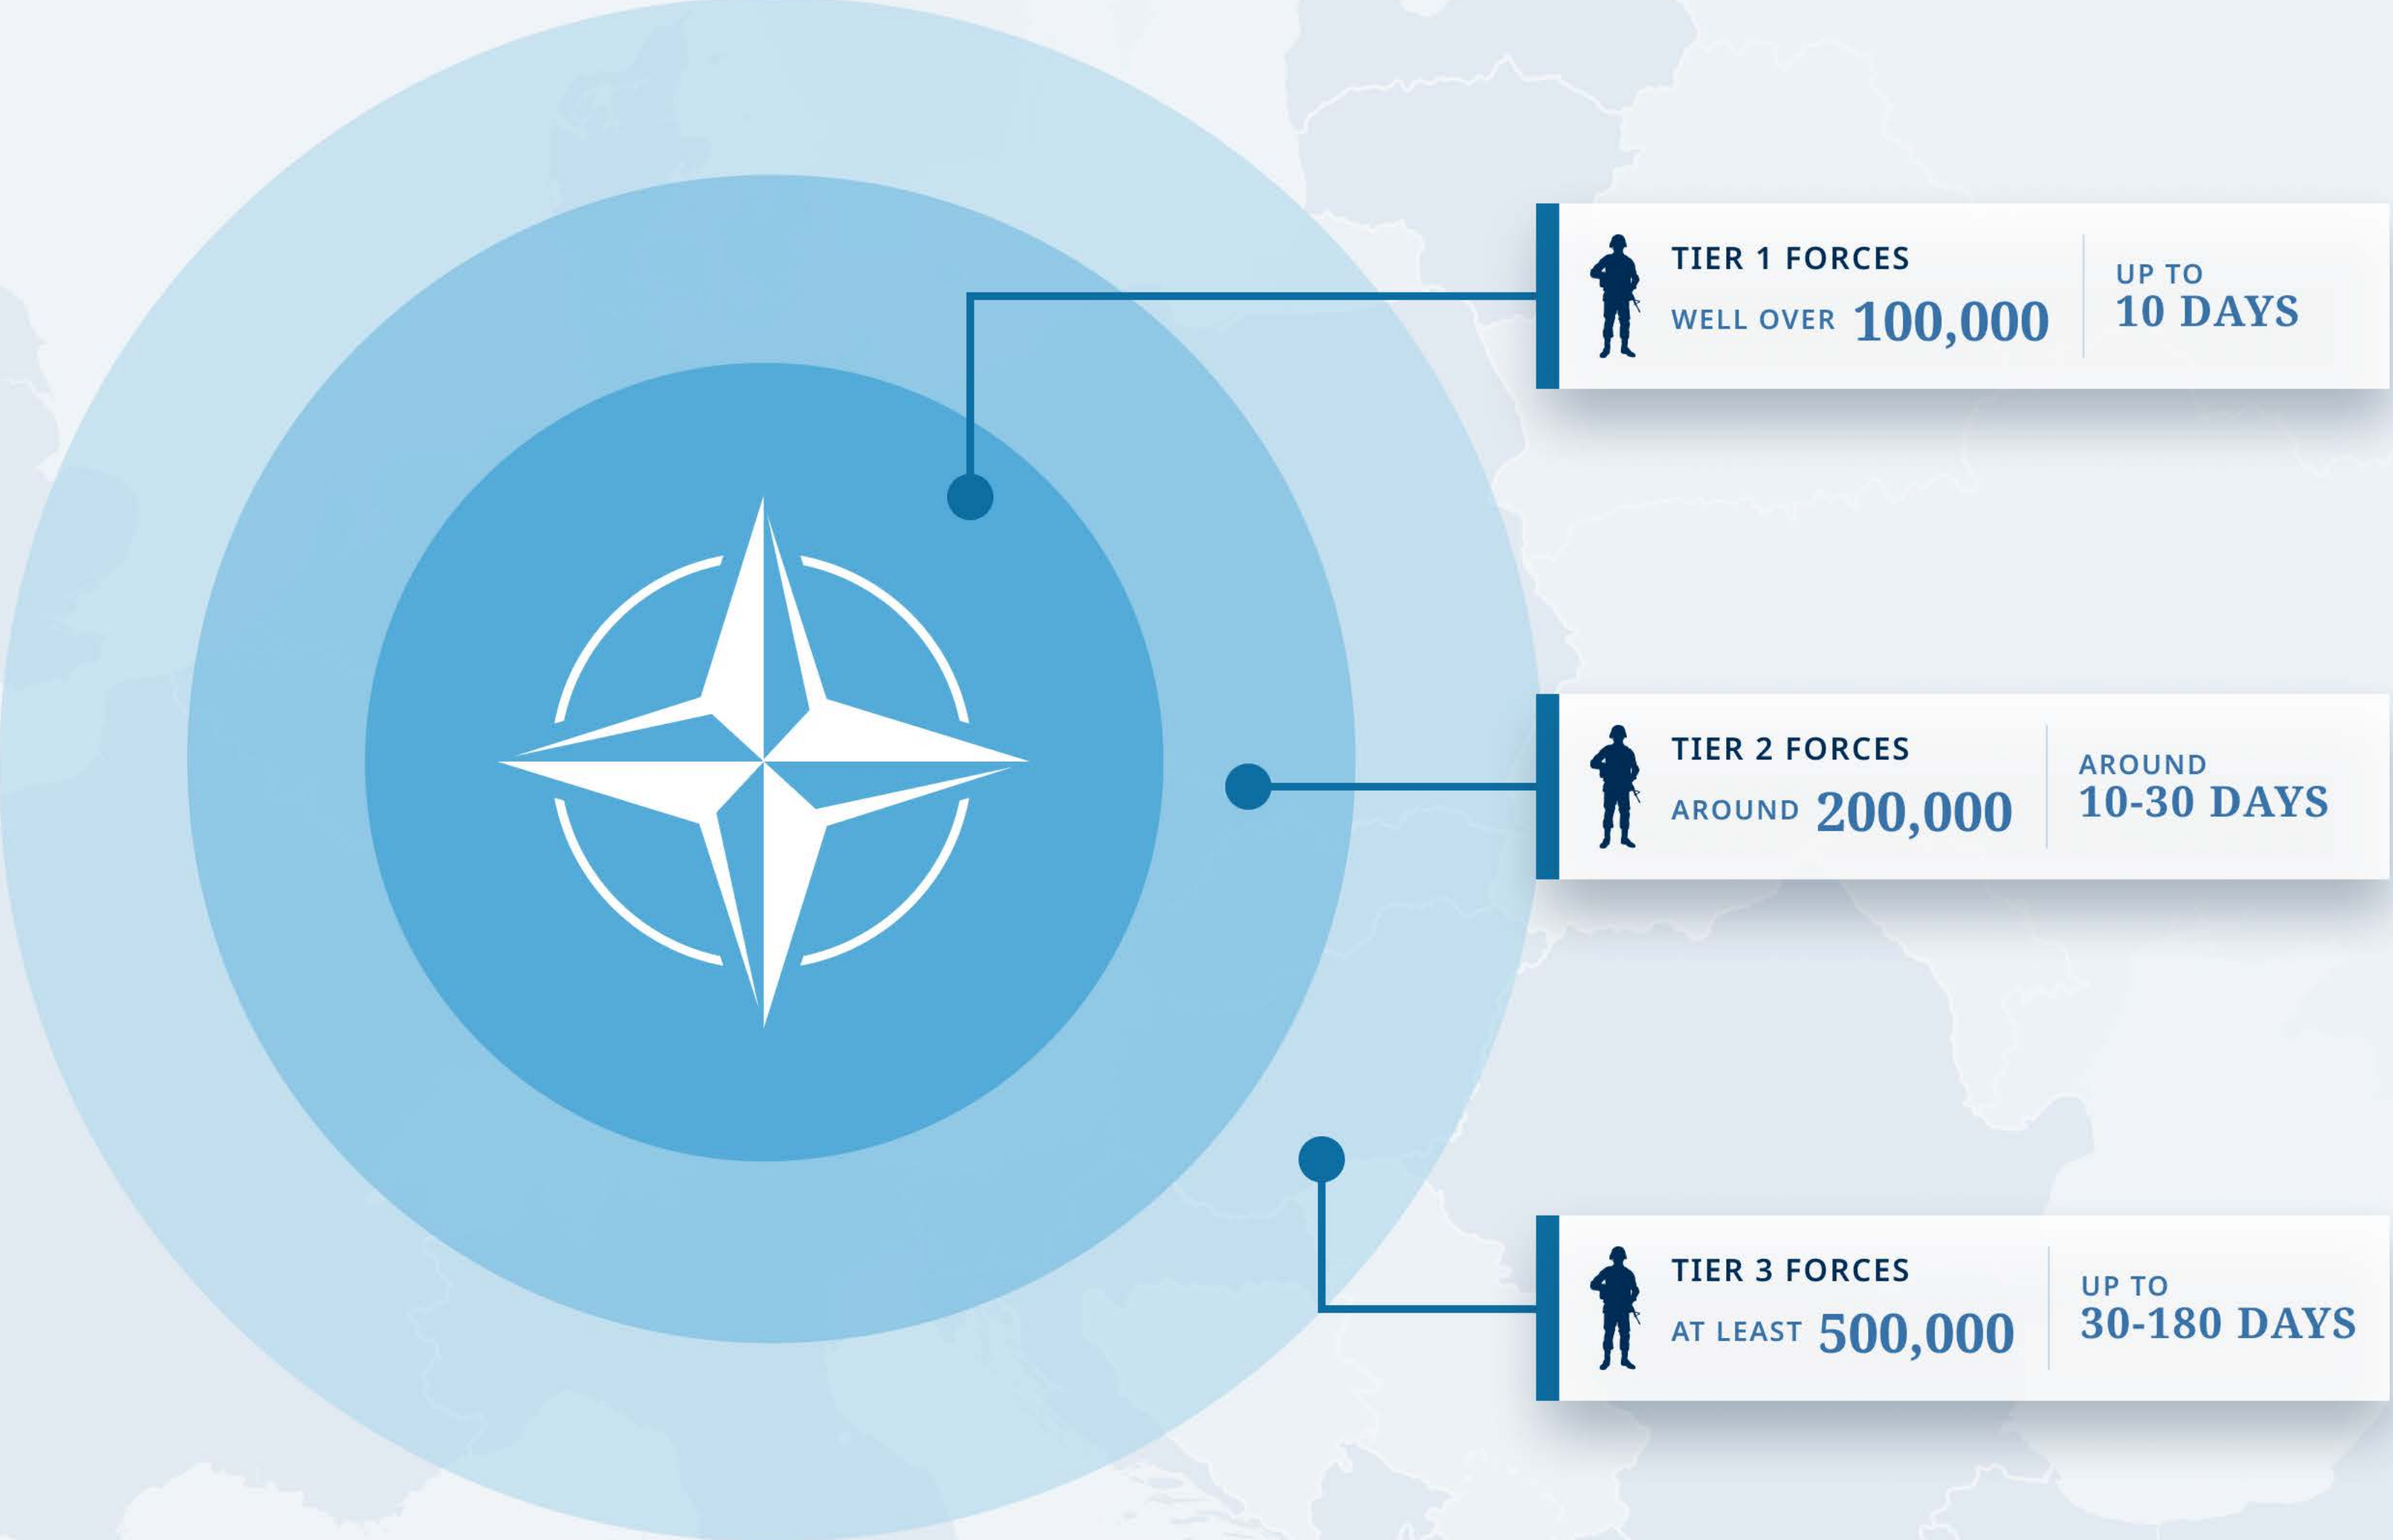 TIER 1 FORCES
WELL OVER 100,000
UP TO
10 DAYS
TIER 2 FORCES
AROUND 200,000
AROUND
10-30 DAYS
TIER 3 FORCES
AT LEAST 500,000
UP TO
30-180 DAYS